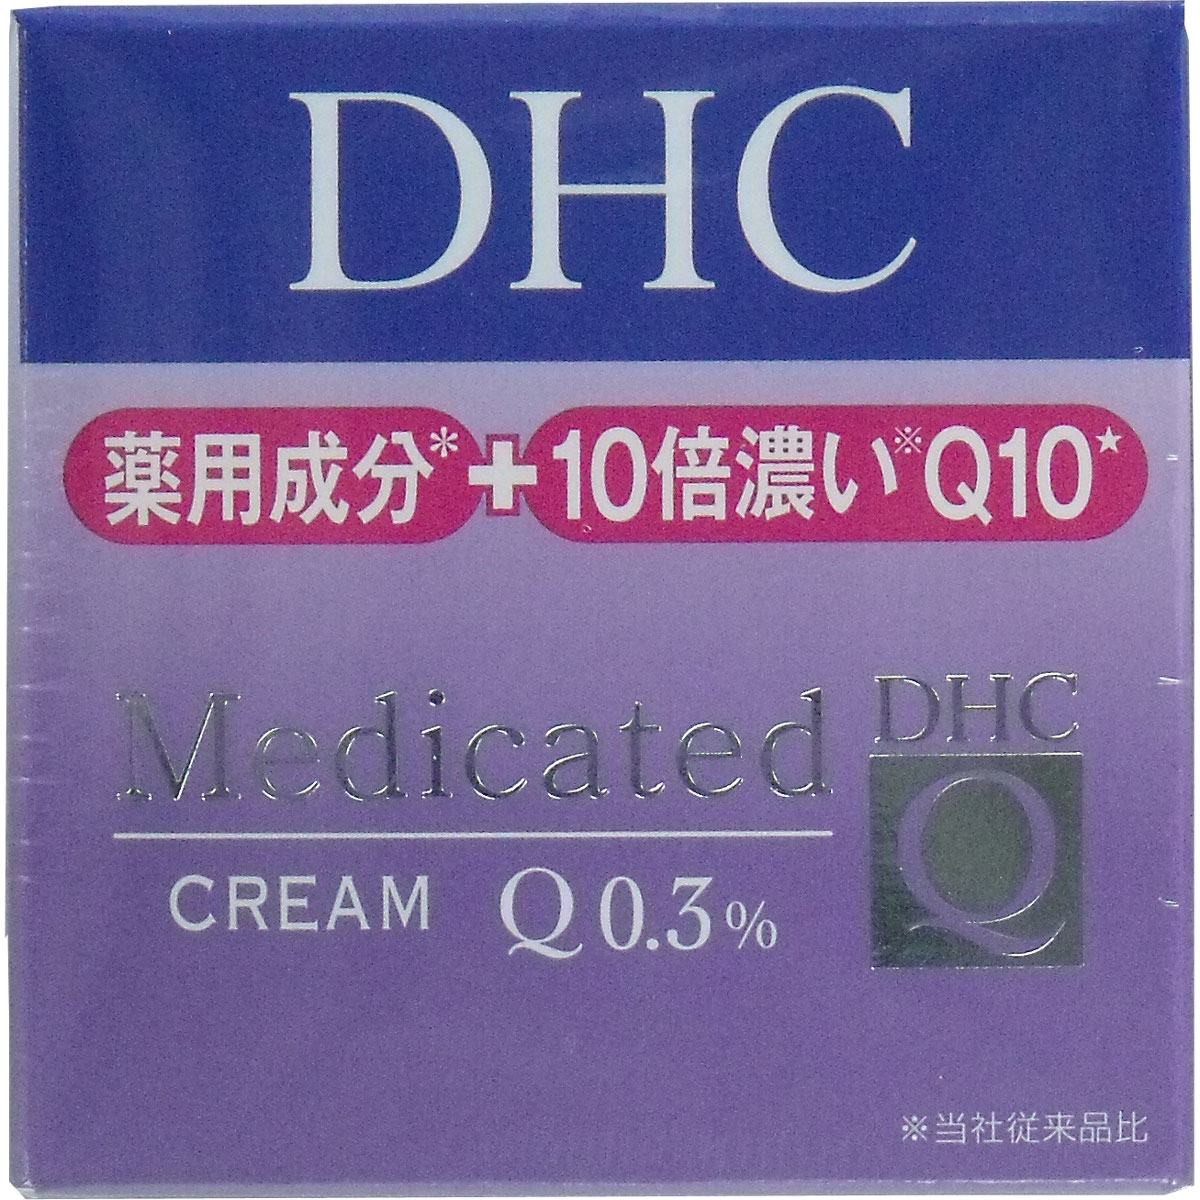 DHC
薬用成分*+10倍濃い※Q10★
Medicated
CREAM Q0.3%
DHC
Q
※当社従来品比